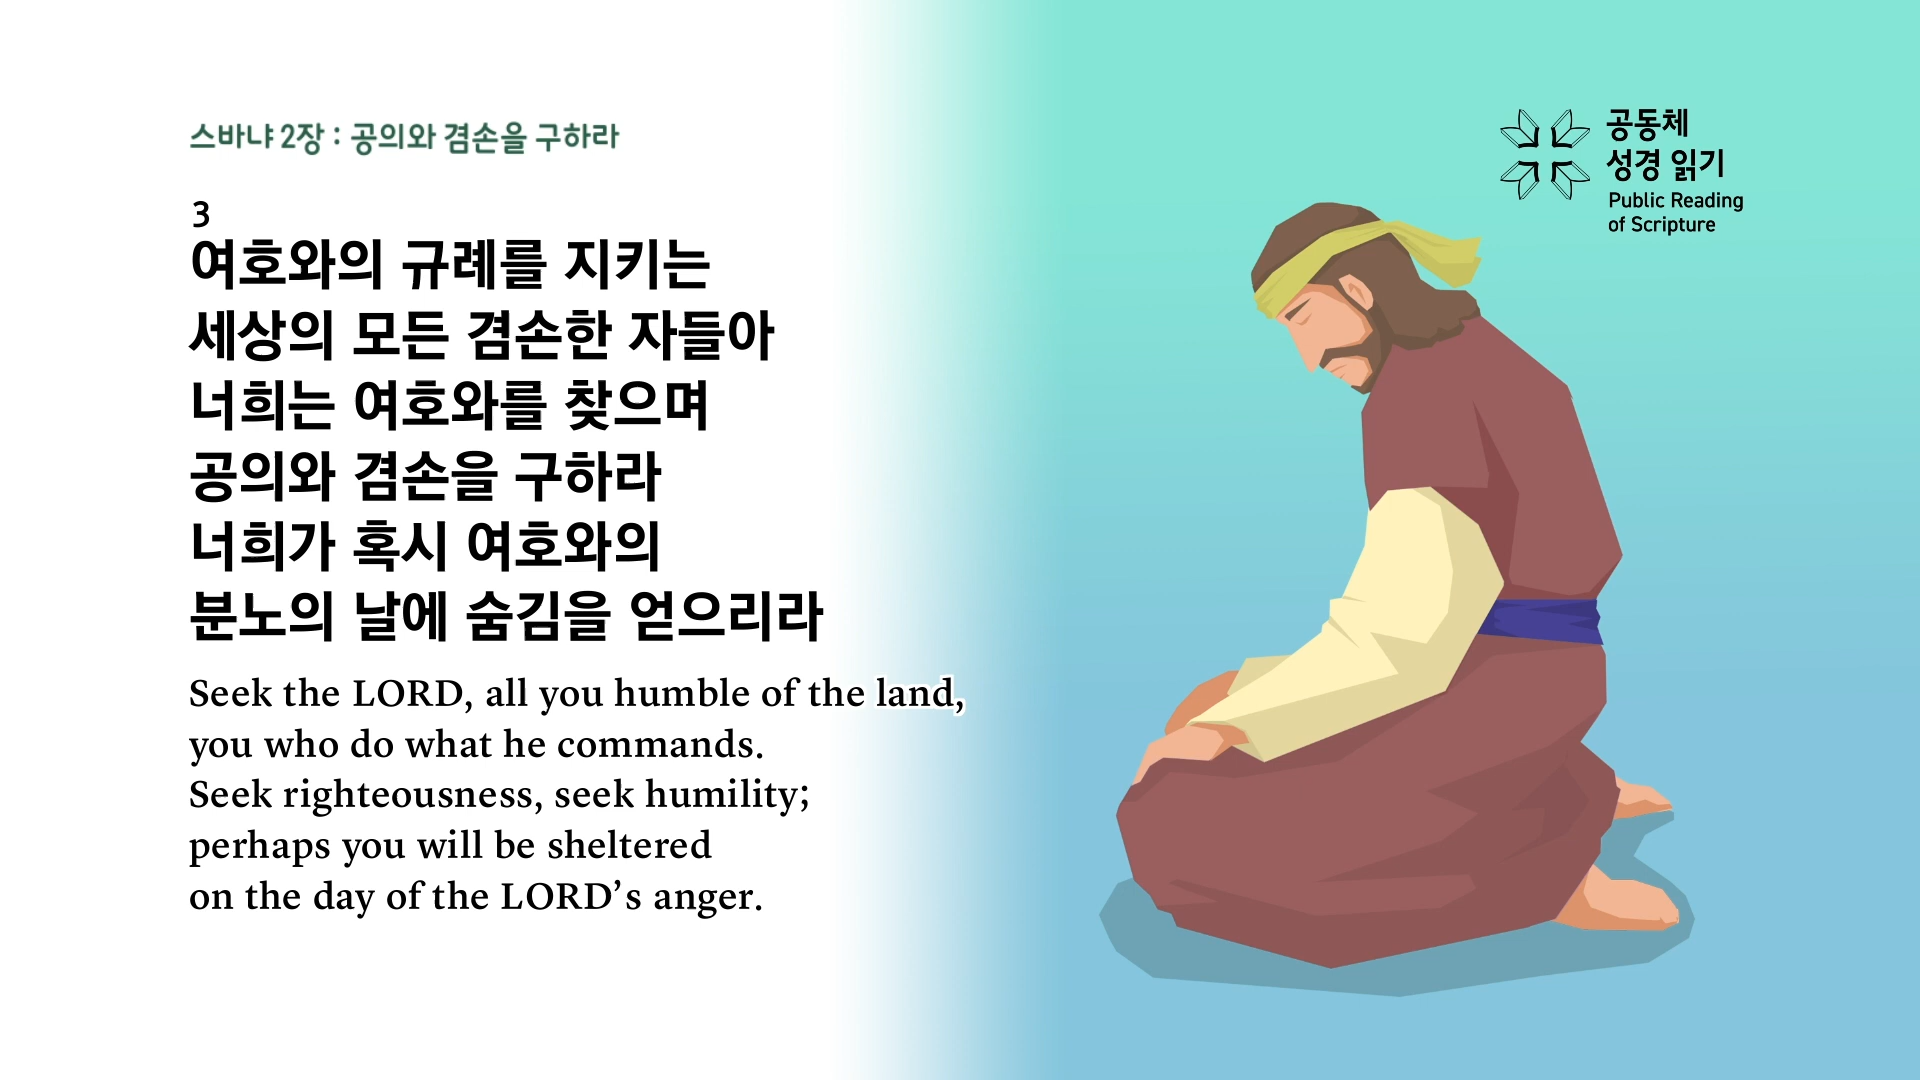 스바냐 2장 : 공의와 겸손을 구하라
3
여호와의 규례를 지키는
세상의 모든 겸손한 자들아
너희는 여호와를 찾으며
공의와 겸손을 구하라
너희가 혹시 여호와의
분노의 날에 숨김을 얻으리라
Seek the LORD, all you humble of the land,
you who do what he commands.
Seek righteousness, seek humility;
perhaps you will be sheltered
on the day of the LORD’s anger.
공동체
성경 읽기
Public Reading
of Scripture